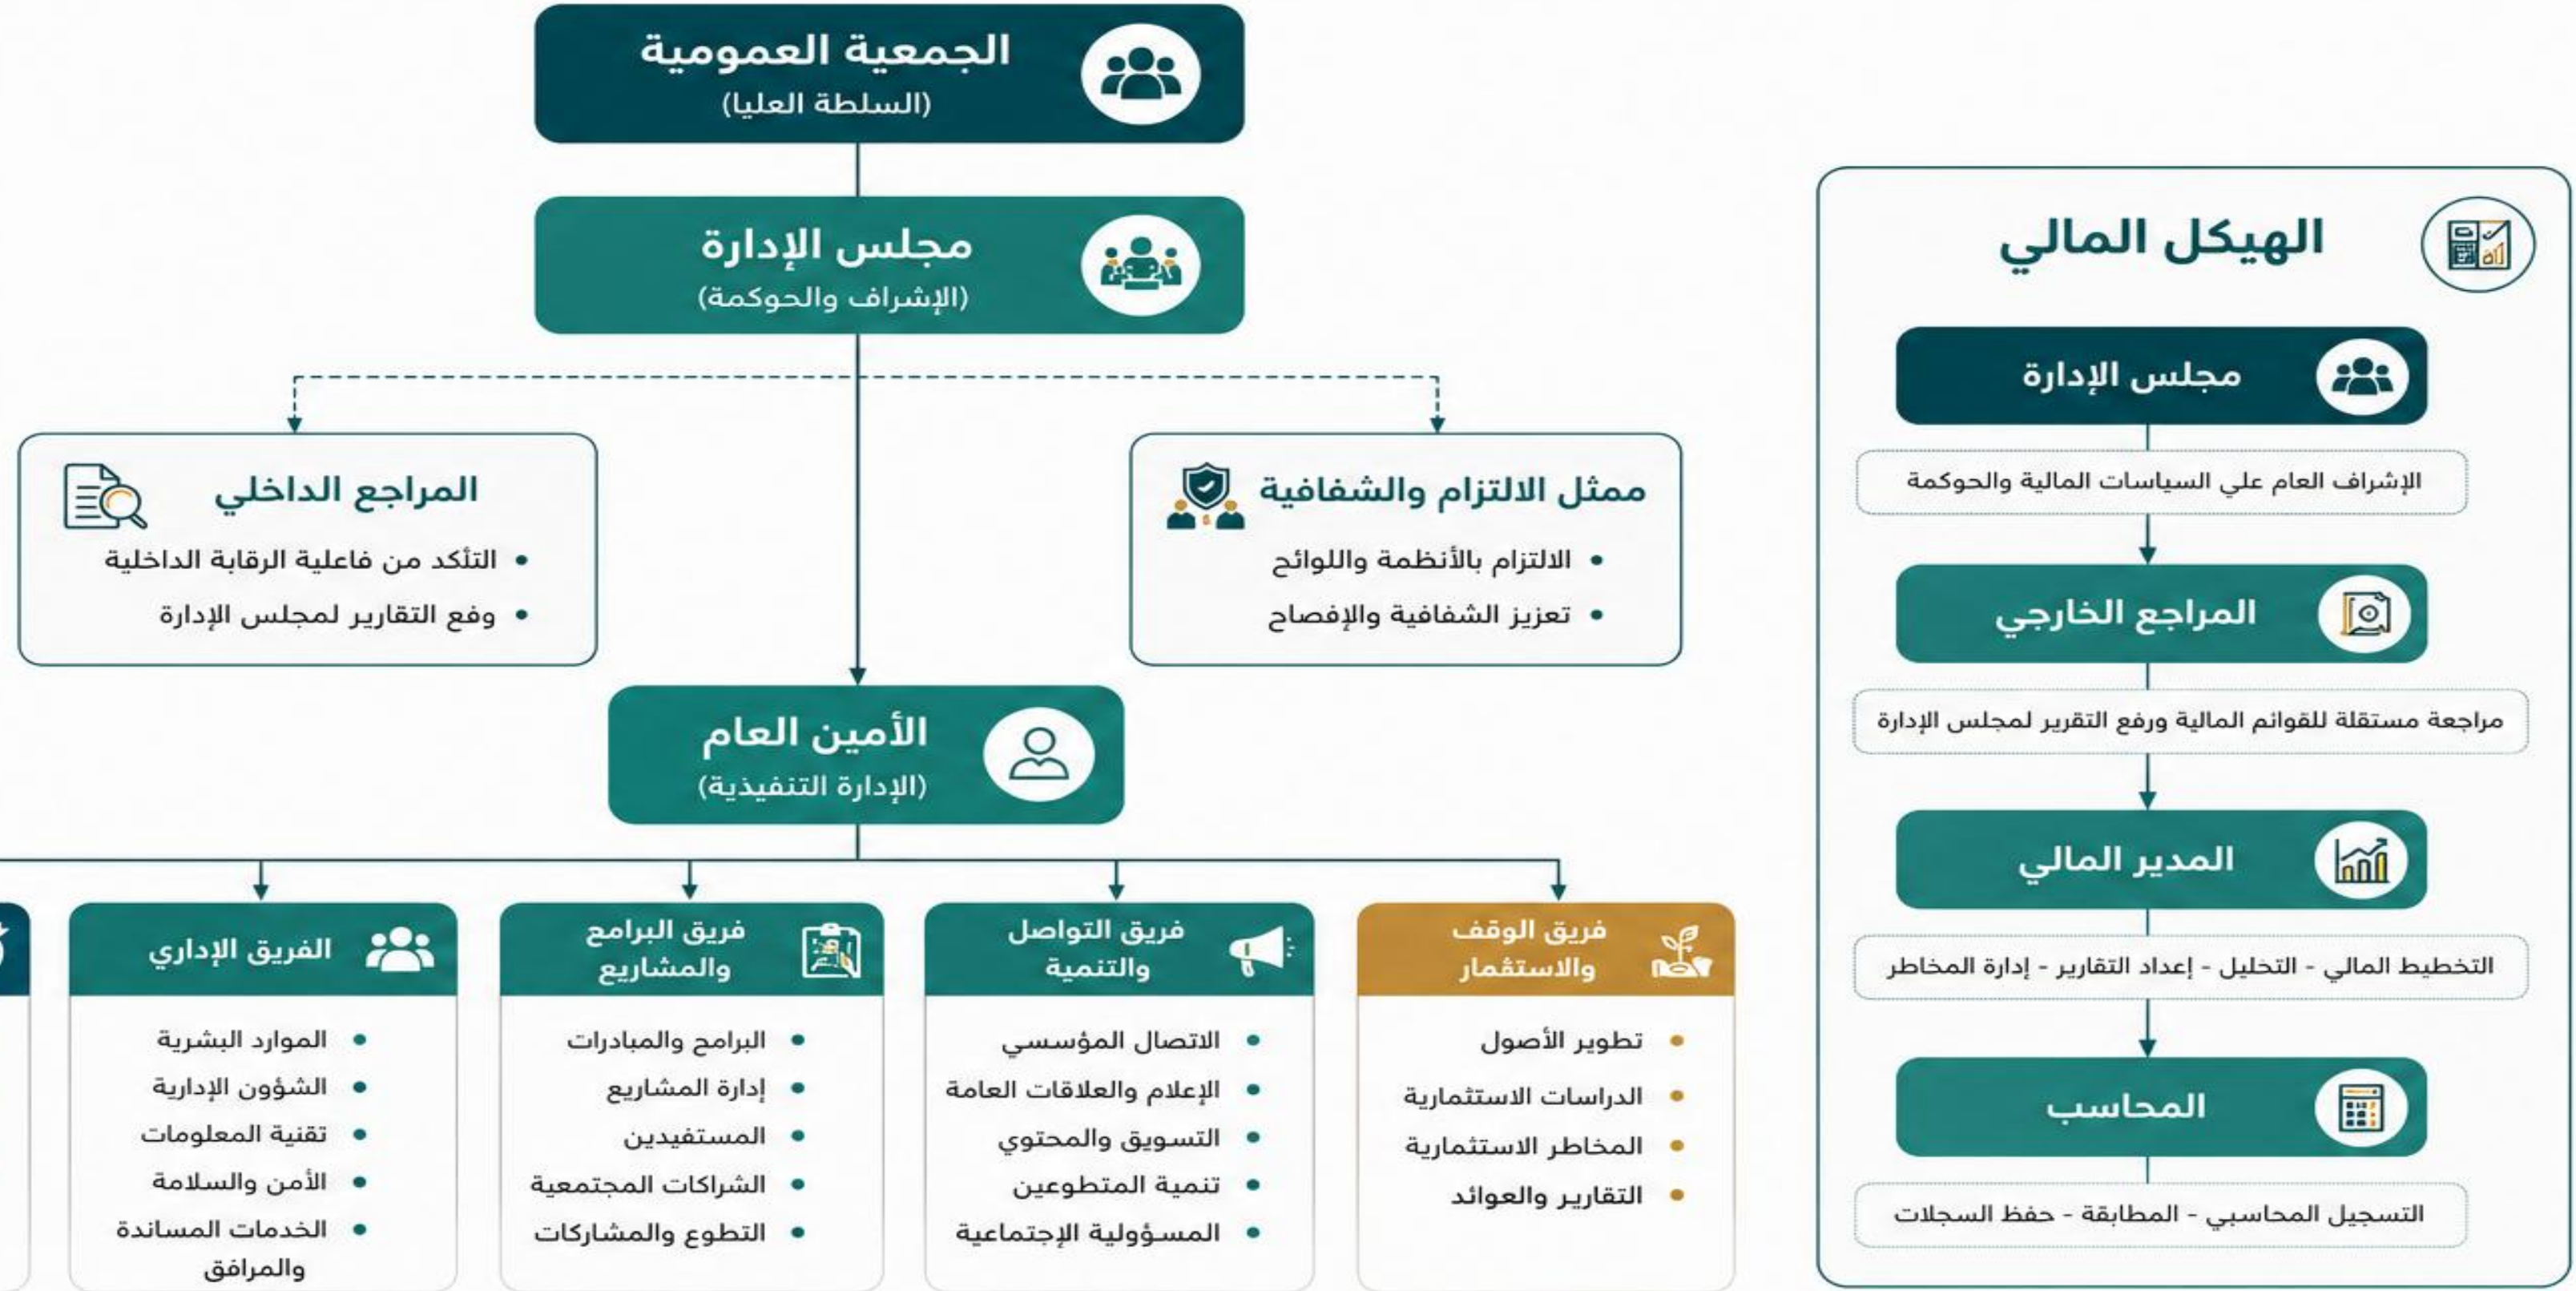 الجمعية العمومية
(السلطة العليا)
مجلس الإدارة
(الإشراف والحوكمة)
ممثل الالتزام والشفافية
• الالتزام بالأنظمة واللوائح
• تعزيز الشفافية والإفصاح
المراجع الداخلي
• التئكد من فاعلية الرقابة الداخلية
• وفع التقارير لمجلس الإدارة
الأمين العام
(الإدارة التنفيذية)
فريق الوقف
والاستثمار
• تطوير الأصول
• الدراسات الاستثمارية
• المخاطر الاستثمارية
• التقارير والعوائد
فريق التواصل
والتنمية
• الاتصال المؤسسي
• الإعلام والعلاقات العامة
• التسويق والمحتوي
• تنمية المتطوعين
• المسؤولية الإجتماعية
فريق البرامج
والمشاريع
• البرامج والمبادرات
• إدارة المشاريع
• المستفيدين
• الشراكات المجتمعية
• التطوع والمشاركات
الفريق الإداري
• الموارد البشرية
• الشؤون الإدارية
• تقنية المعلومات
• الأمن والسلامة
• الخدمات المساندة
والمرافق
الهيكل المالي
مجلس الإدارة
الإشراف العام علي السياسات المالية والحوكمة
المراجع الخارجي
مراجعة مستقلة للقوائم المالية ورفع التقرير لمجلس الإدارة
المدير المالي
التخطيط المالي - التحليل - إعداد التقارير - إدارة المخاطر
المحاسب
التسجيل المحاسبي - المطابقة - حفظ السجلات